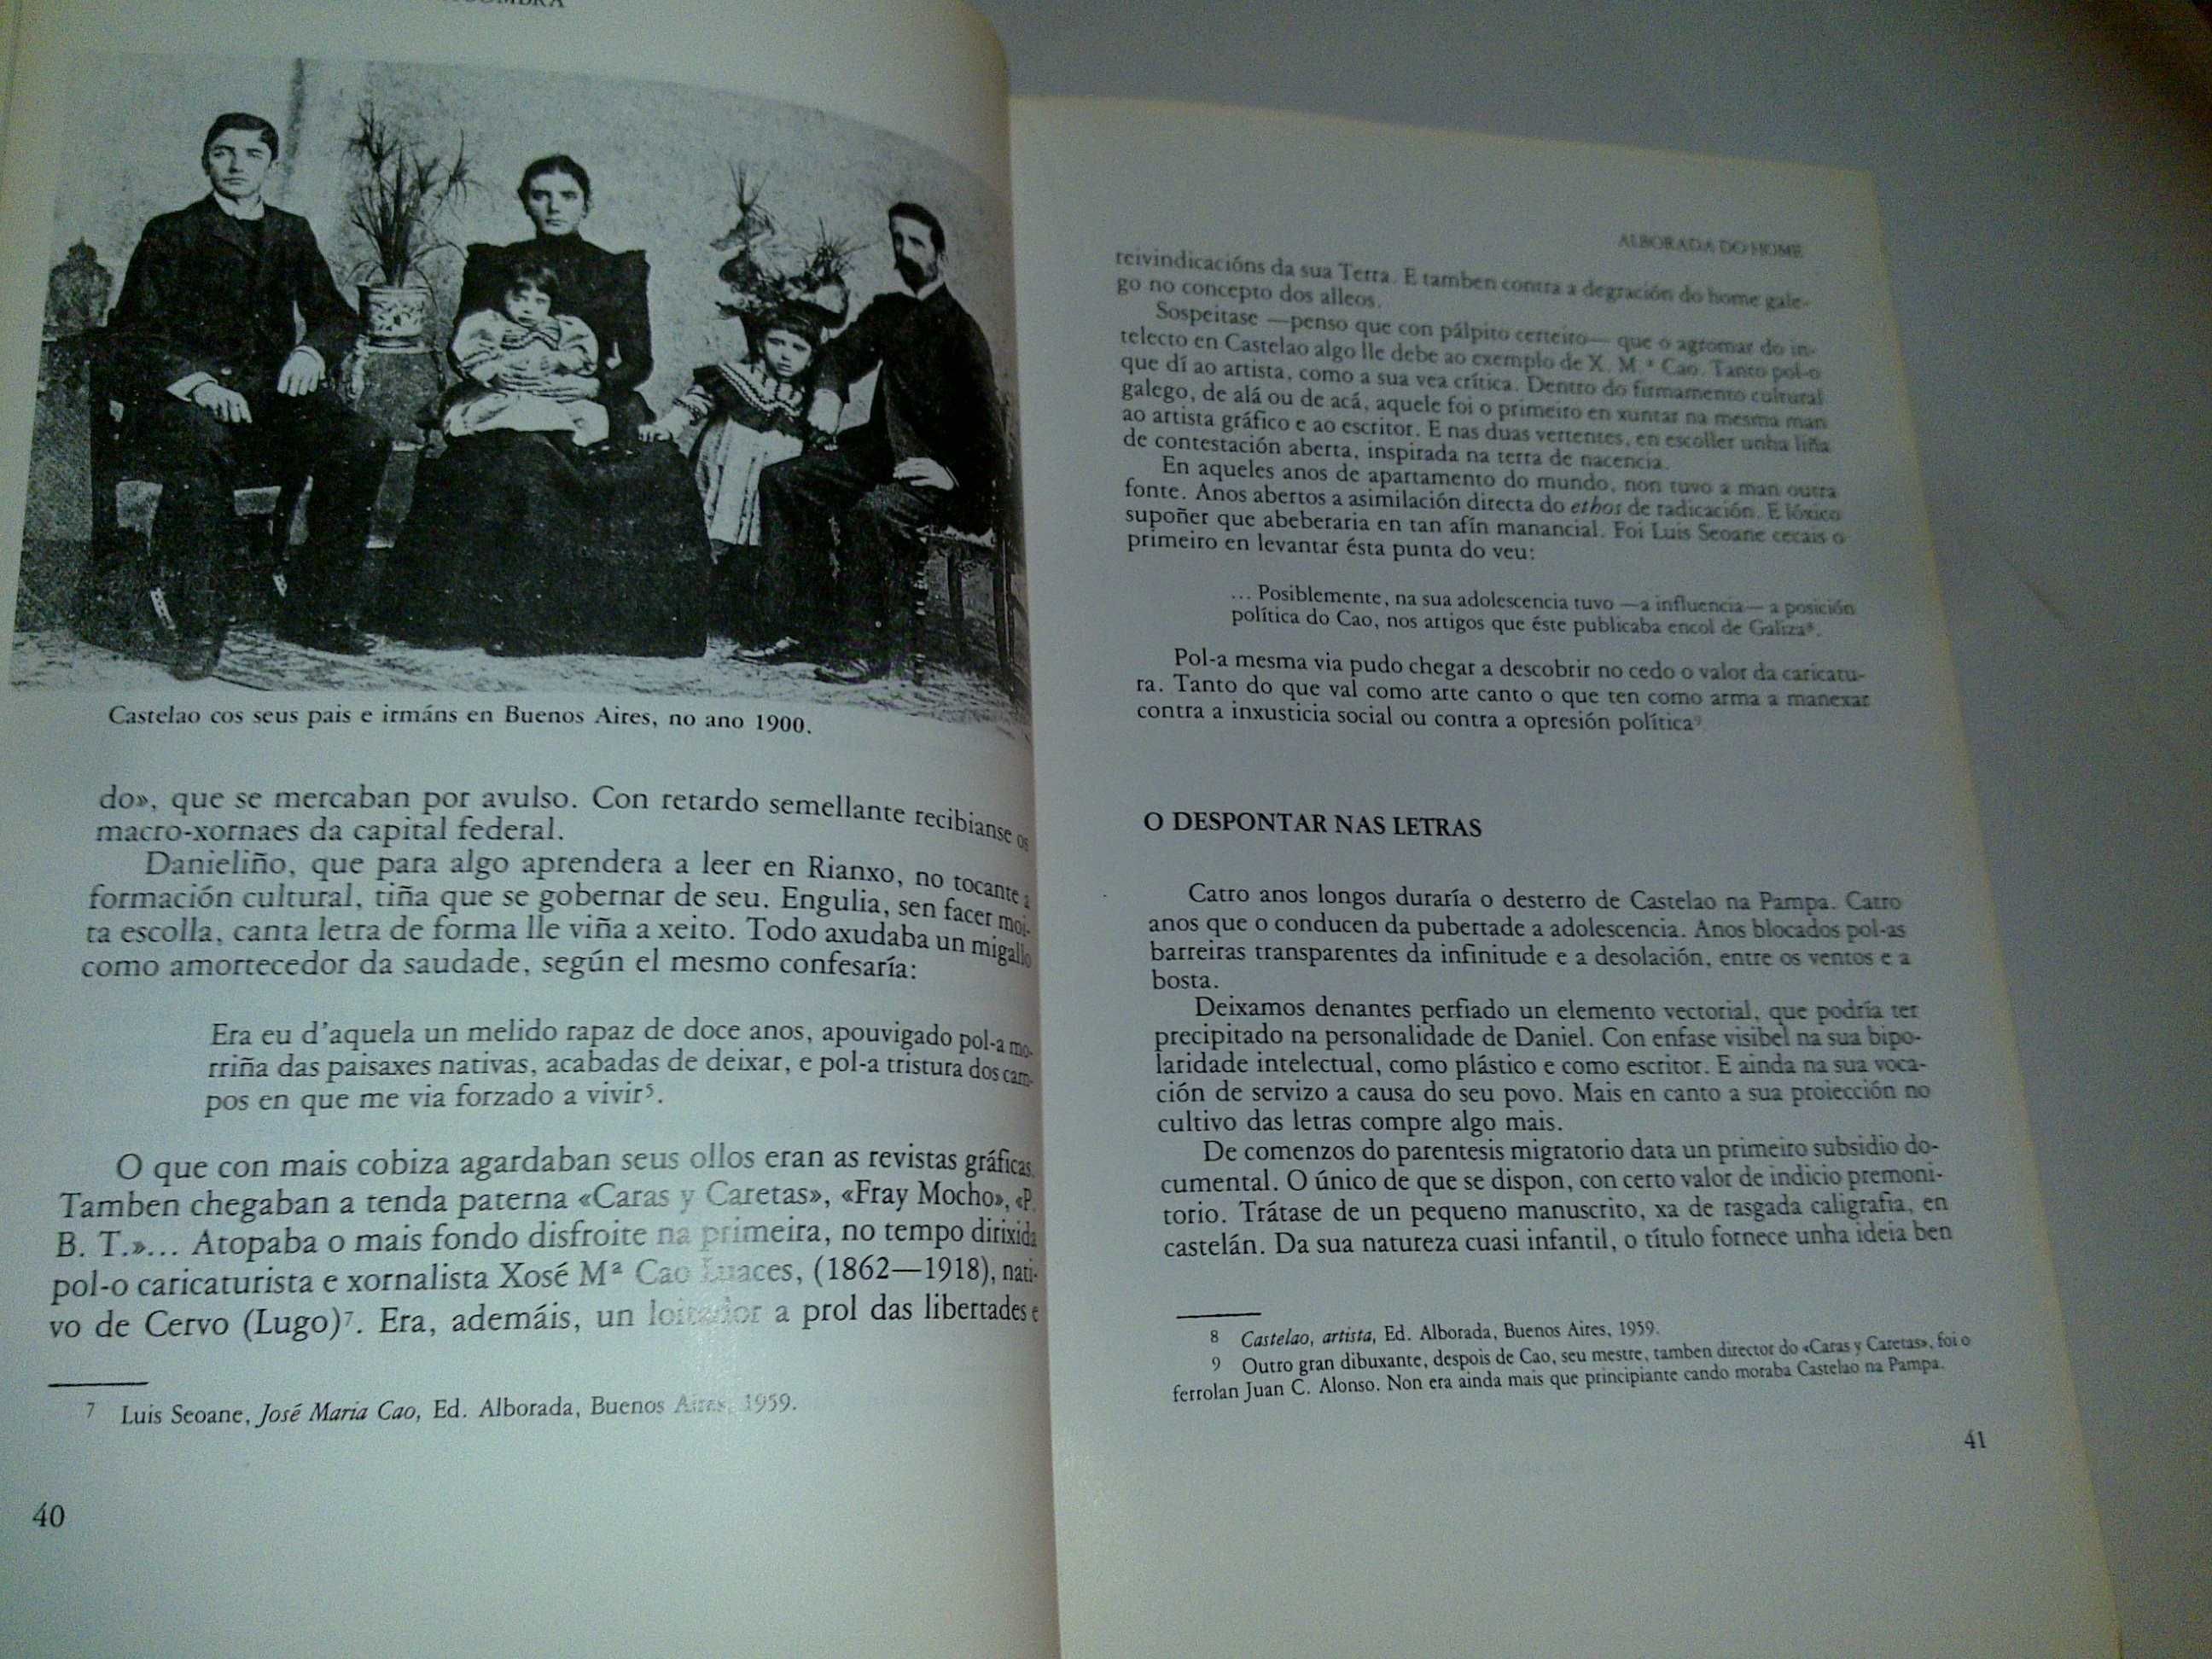 Castelao cos seus pais e irmáns en Buenos Aires, no ano 1900.
do», que se mercaban por avulso. Con retardo semellante recibianse os
macro-xornaes da capital federal.
Danieliño, que para algo aprendera a leer en Rianxo, no tocante a
formación cultural, tiña que se gobernar de seu. Engulia, sen facer moi-
ta escolla, canta letra de forma lle viña a xeito. Todo axudaba un migallo
como amortecedor da saudade, según el mesmo confesaría:
Era eu d'aquela un melido rapaz de doce anos, apouvigado pol-a mo-
rriña das paisaxes nativas, acabadas de deixar, e pol-a tristura dos cam-
pos en que me via forzado a vivir⁵.
O que con mais cobiza agardaban seus ollos eran as revistas gráficas.
Tamben chegaban a tenda paterna «Caras y Caretas», «Fray Mocho», «P.
B. T.»... Atopaba o mais fondo disfroite na primeira, no tempo dirixida
pol-o caricaturista e xornalista Xosé Mª Cao Luaces, (1862—1918), nati-
vo de Cervo (Lugo)⁷. Era, ademáis, un loitador a prol das libertades e
7 Luis Seoane, José Maria Cao, Ed. Alborada, Buenos Aires, 1959.
40
ALBORADA DO HOME
reivindicacións da sua Terra. E tamben contra a degración do home gale-
go no concepto dos alleos.
Sospeitase —penso que con pálpito certeiro— que o agromar do in-
telecto en Castelao algo lle debe ao exemplo de X. M.ª Cao. Tanto pol-o
que dí ao artista, como a sua vea crítica. Dentro do firmamento cultural
galego, de alá ou de acá, aquele foi o primeiro en xuntar na mesma man
ao artista gráfico e ao escritor. E nas duas vertentes, en escoller unha liña
de contestación aberta, inspirada na terra de nacencia.
En aqueles anos de apartamento do mundo, non tuvo a man outra
fonte. Anos abertos a asimilación directa do ethos de radicación. E lóxico
supoñer que abeberaria en tan afín manancial. Foi Luis Seoane cecais o
primeiro en levantar ésta punta do veu:
... Posiblemente, na sua adolescencia tuvo —a influencia— a posición
política do Cao, nos artigos que éste publicaba encol de Galiza⁸.
Pol-a mesma via pudo chegar a descobrir no cedo o valor da caricatu-
ra. Tanto do que val como arte canto o que ten como arma a manexar
contra a inxusticia social ou contra a opresión política⁹
O DESPONTAR NAS LETRAS
Catro anos longos duraría o desterro de Castelao na Pampa. Catro
anos que o conducen da pubertade a adolescencia. Anos blocados pol-as
barreiras transparentes da infinitude e a desolación, entre os ventos e a
bosta.
Deixamos denantes perfiado un elemento vectorial, que podría ter
precipitado na personalidade de Daniel. Con enfase visibel na sua bipo-
laridade intelectual, como plástico e como escritor. E ainda na sua voca-
ción de servizo a causa do seu povo. Mais en canto a sua proiección no
cultivo das letras compre algo mais.
De comenzos do parentesis migratorio data un primeiro subsidio do-
cumental. O único de que se dispon, con certo valor de indicio premoni-
torio. Trátase de un pequeno manuscrito, xa de rasgada caligrafia, en
castelán. Da sua natureza cuasi infantil, o título fornece unha ideia ben
8 Castelao, artista, Ed. Alborada, Buenos Aires, 1959.
9 Outro gran dibuxante, despois de Cao, seu mestre, tamben director do «Caras y Caretas», foi o
ferrolan Juan C. Alonso. Non era ainda mais que principiante cando moraba Castelao na Pampa.
41